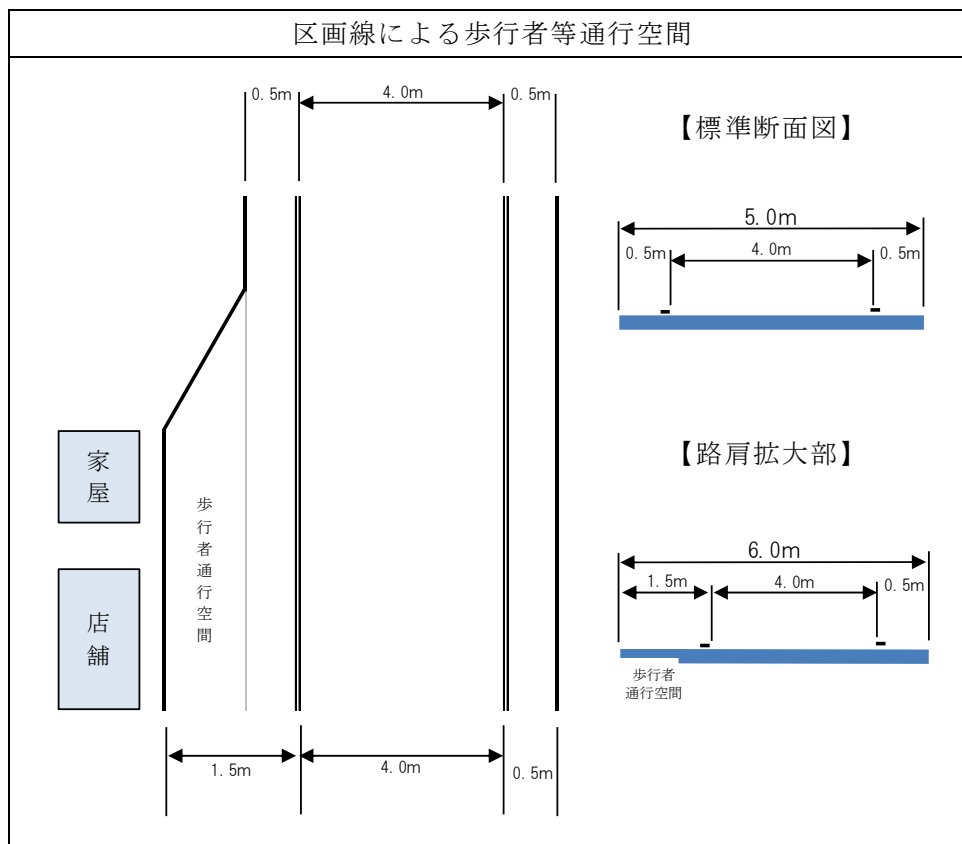 区画線による歩行者等通行空間
0.5m
4.0m
0.5m
家屋
店舗
歩行者通行空間
1.5m
4.0m
0.5m
【標準断面図】
5.0m
0.5m
4.0m
0.5m
【路肩拡大部】
6.0m
1.5m
4.0m
0.5m
歩行者
通行空間